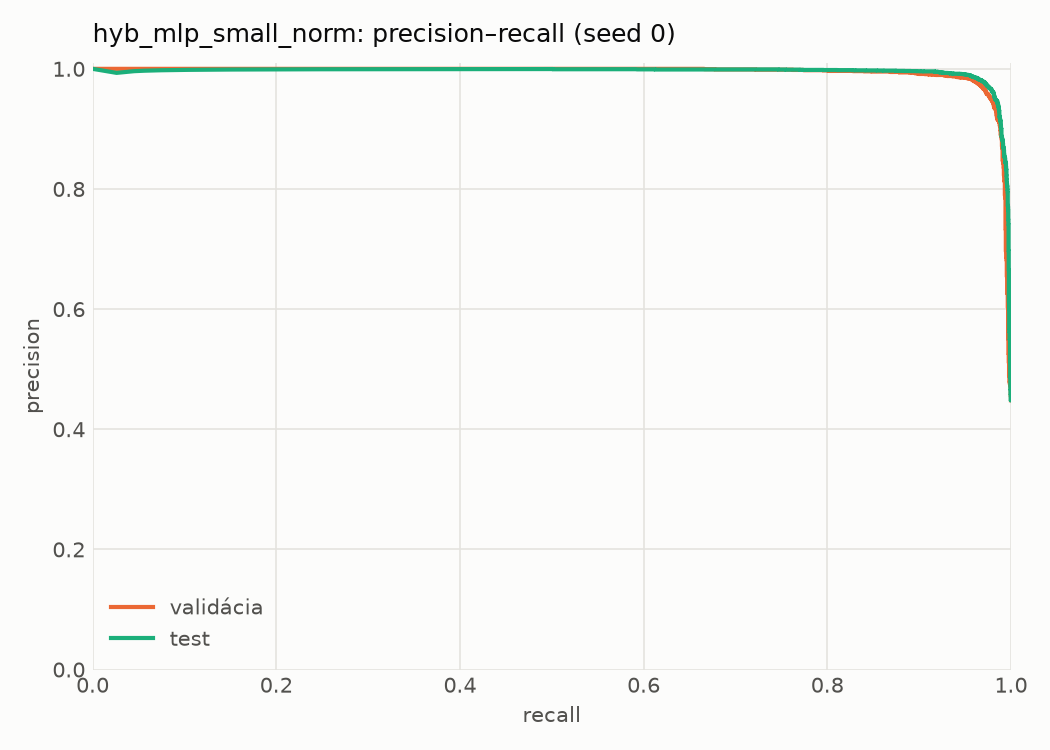 hyb_mlp_small_norm: precision–recall (seed 0)
1.0
0.8
0.6
0.4
0.2
0.0
precision
validácia
test
0.0 0.2 0.4 0.6 0.8 1.0
recall